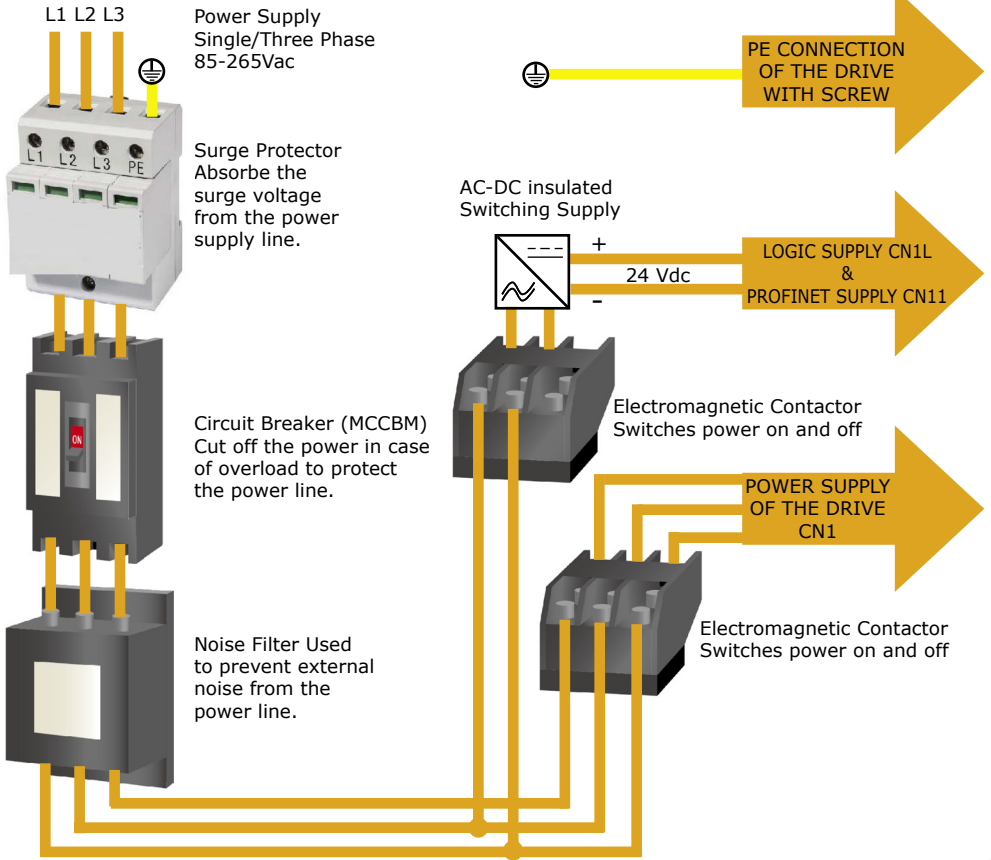 L1 L2 L3
Power Supply
Single/Three Phase
85-265Vac
L1 L2 L3 PE
Surge Protector
Absorbe the
surge voltage
from the power
supply line.
ON
Circuit Breaker (MCCBM)
Cut off the power in case
of overload to protect
the power line.
Noise Filter Used
to prevent external
noise from the
power line.
PE CONNECTION
OF THE DRIVE
WITH SCREW
AC-DC insulated
Switching Supply
+
24 Vdc
-
LOGIC SUPPLY CN1L
&
PROFINET SUPPLY CN11
Electromagnetic Contactor
Switches power on and off
POWER SUPPLY
OF THE DRIVE
CN1
Electromagnetic Contactor
Switches power on and off